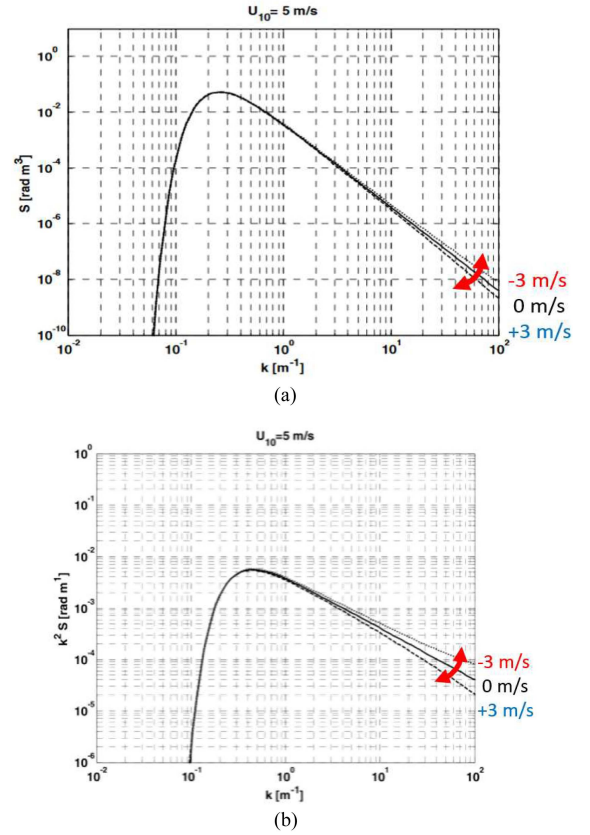 U10= 5 m/s
10^0
10^-2
10^-4
10^-6
10^-8
10^-10
S [rad m^3]
10^-2
10^-1
10^0
10^1
10^2
k [m^-1]
-3 m/s
0 m/s
+3 m/s
(a)
U10=5 m/s
10^0
10^-1
10^-2
10^-3
10^-4
10^-5
10^-6
k^2 S [rad m^1]
10^-2
10^-1
10^0
10^1
10^2
k [m^-1]
-3 m/s
0 m/s
+3 m/s
(b)